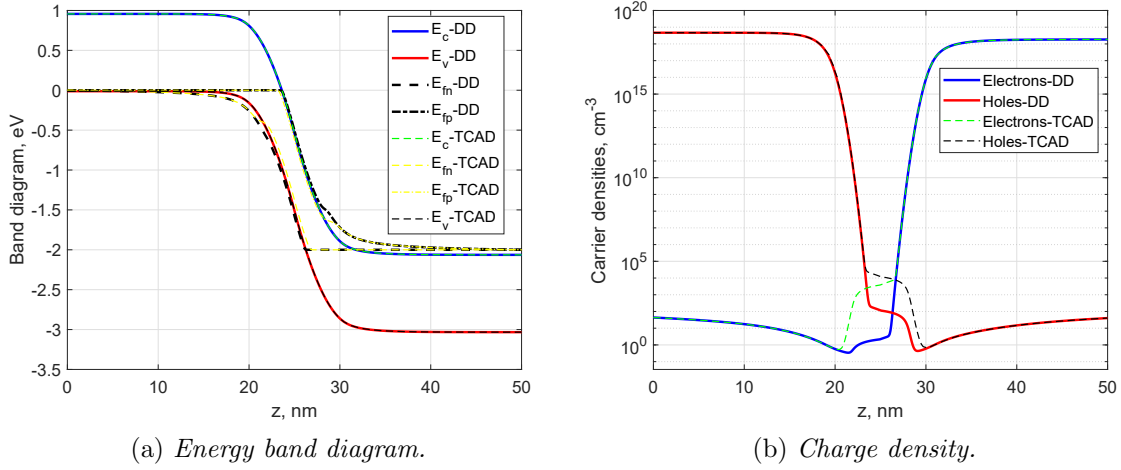 1
0.5
0
-0.5
-1
-1.5
-2
-2.5
-3
-3.5
0 10 20 30 40 50
z, nm
Band diagram, eV
E_c-DD
E_v-DD
E_fn-DD
E_fp-DD
E_c-TCAD
E_fn-TCAD
E_fp-TCAD
E_v-TCAD
(a) Energy band diagram.
10^20
10^15
10^10
10^5
10^0
0 10 20 30 40 50
z, nm
Carrier densities, cm^-3
Electrons-DD
Holes-DD
Electrons-TCAD
Holes-TCAD
(b) Charge density.